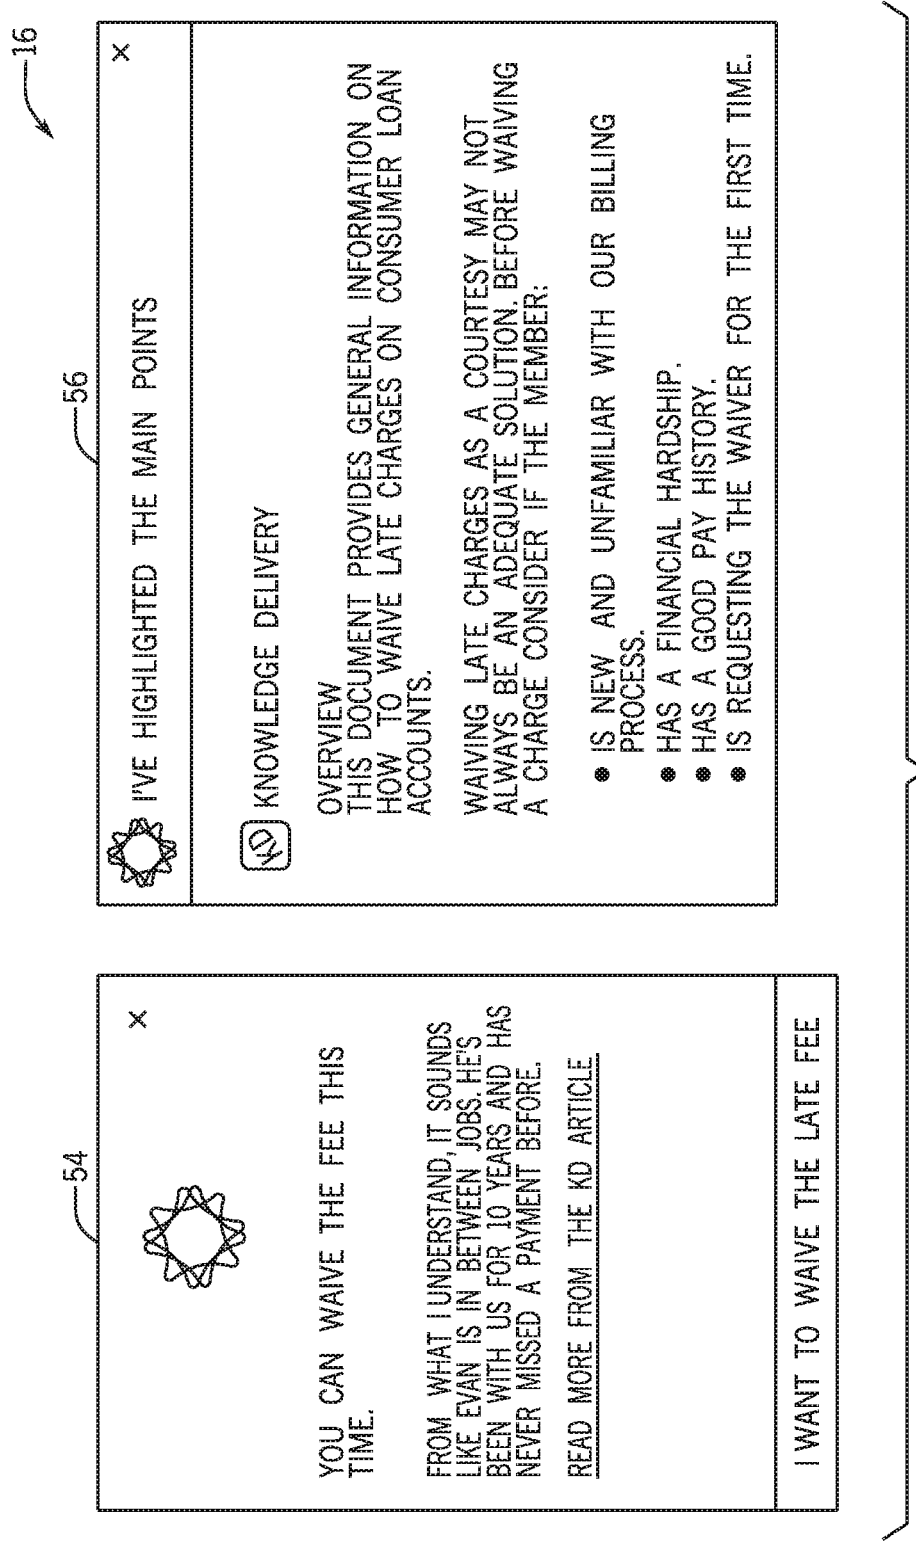 16
54
×
YOU CAN WAIVE THE FEE THIS
TIME.
FROM WHAT I UNDERSTAND, IT SOUNDS
LIKE EVAN IS IN BETWEEN JOBS. HE'S
BEEN WITH US FOR 10 YEARS AND HAS
NEVER MISSED A PAYMENT BEFORE.
READ MORE FROM THE KD ARTICLE
I WANT TO WAIVE THE LATE FEE
56
I'VE HIGHLIGHTED THE MAIN POINTS ×
KD KNOWLEDGE DELIVERY
OVERVIEW
THIS DOCUMENT PROVIDES GENERAL INFORMATION ON
HOW TO WAIVE LATE CHARGES ON CONSUMER LOAN
ACCOUNTS.
WAIVING LATE CHARGES AS A COURTESY MAY NOT
ALWAYS BE AN ADEQUATE SOLUTION. BEFORE WAIVING
A CHARGE CONSIDER IF THE MEMBER:
● IS NEW AND UNFAMILIAR WITH OUR BILLING
PROCESS.
● HAS A FINANCIAL HARDSHIP.
● HAS A GOOD PAY HISTORY.
● IS REQUESTING THE WAIVER FOR THE FIRST TIME.